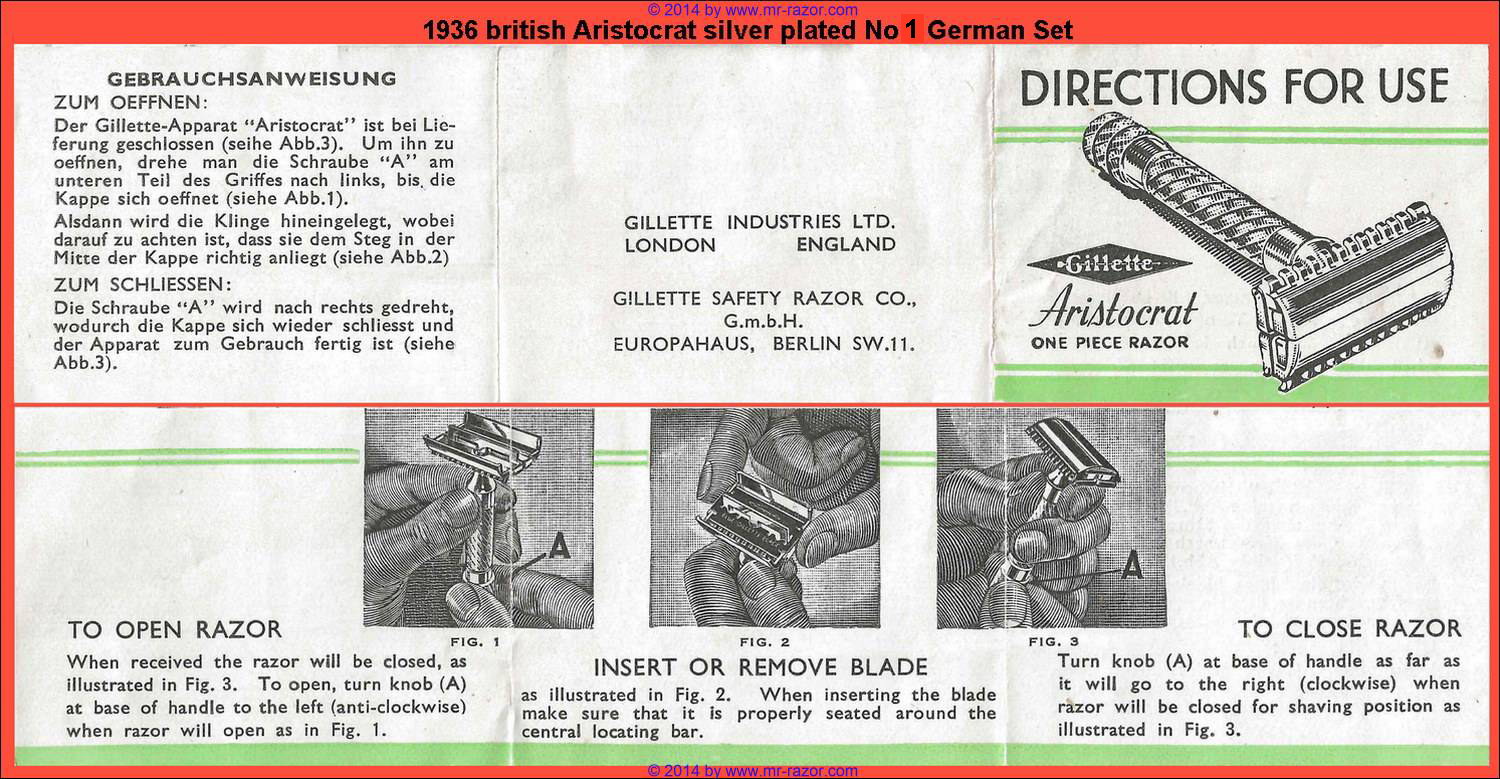 © 2014 by www.mr-razor.com
1936 british Aristocrat silver plated No 1 German Set
GEBRAUCHSANWEISUNG
ZUM OEFFNEN:
Der Gillette-Apparat “Aristocrat” ist bei Lie-
ferung geschlossen (seihe Abb.3). Um ihn zu
oeffnen, drehe man die Schraube “A” am
unteren Teil des Griffes nach links, bis die
Kappe sich oeffnet (siehe Abb.1).
Alsdann wird die Klinge hineingelegt, wobei
darauf zu achten ist, dass sie dem Steg in der
Mitte der Kappe richtig anliegt (siehe Abb.2)
ZUM SCHLIESSEN:
Die Schraube “A” wird nach rechts gedreht,
wodurch die Kappe sich wieder schliesst und
der Apparat zum Gebrauch fertig ist (siehe
Abb.3).
GILLETTE INDUSTRIES LTD.
LONDON ENGLAND
GILLETTE SAFETY RAZOR CO.,
G.m.b.H.
EUROPAHAUS, BERLIN SW.11.
DIRECTIONS FOR USE
Gillette
Aristocrat
ONE PIECE RAZOR
A
A
FIG. 1
FIG. 2
FIG. 3
TO OPEN RAZOR
When received the razor will be closed, as
illustrated in Fig. 3. To open, turn knob (A)
at base of handle to the left (anti-clockwise)
when razor will open as in Fig. 1.
INSERT OR REMOVE BLADE
as illustrated in Fig. 2. When inserting the blade
make sure that it is properly seated around the
central locating bar.
TO CLOSE RAZOR
Turn knob (A) at base of handle as far as
it will go to the right (clockwise) when
razor will be closed for shaving position as
illustrated in Fig. 3.
© 2014 by www.mr-razor.com